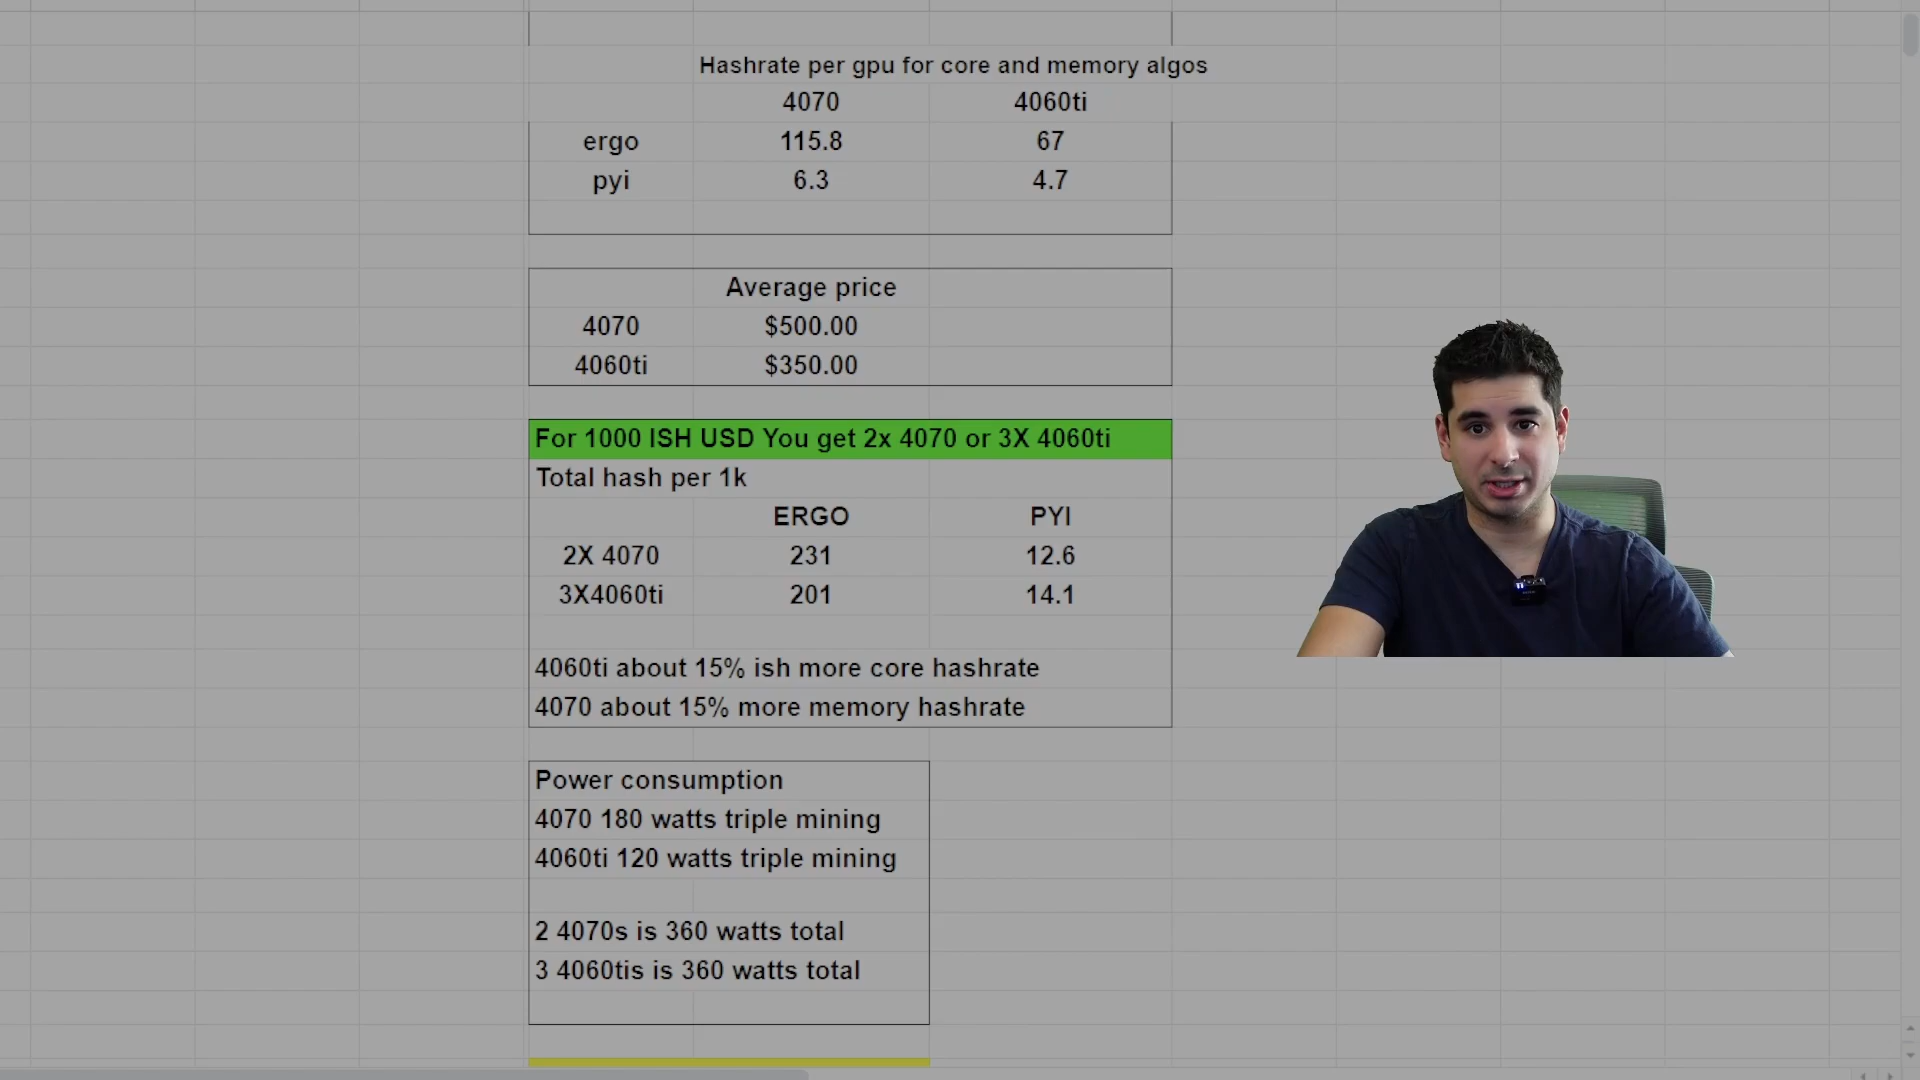 Hashrate per gpu for core and memory algos
4070 4060ti
ergo 115.8 67
pyi 6.3 4.7
Average price
4070 $500.00
4060ti $350.00
For 1000 ISH USD You get 2x 4070 or 3X 4060ti
Total hash per 1k
ERGO PYI
2X 4070 231 12.6
3X4060ti 201 14.1
4060ti about 15% ish more core hashrate
4070 about 15% more memory hashrate
Power consumption
4070 180 watts triple mining
4060ti 120 watts triple mining
2 4070s is 360 watts total
3 4060tis is 360 watts total